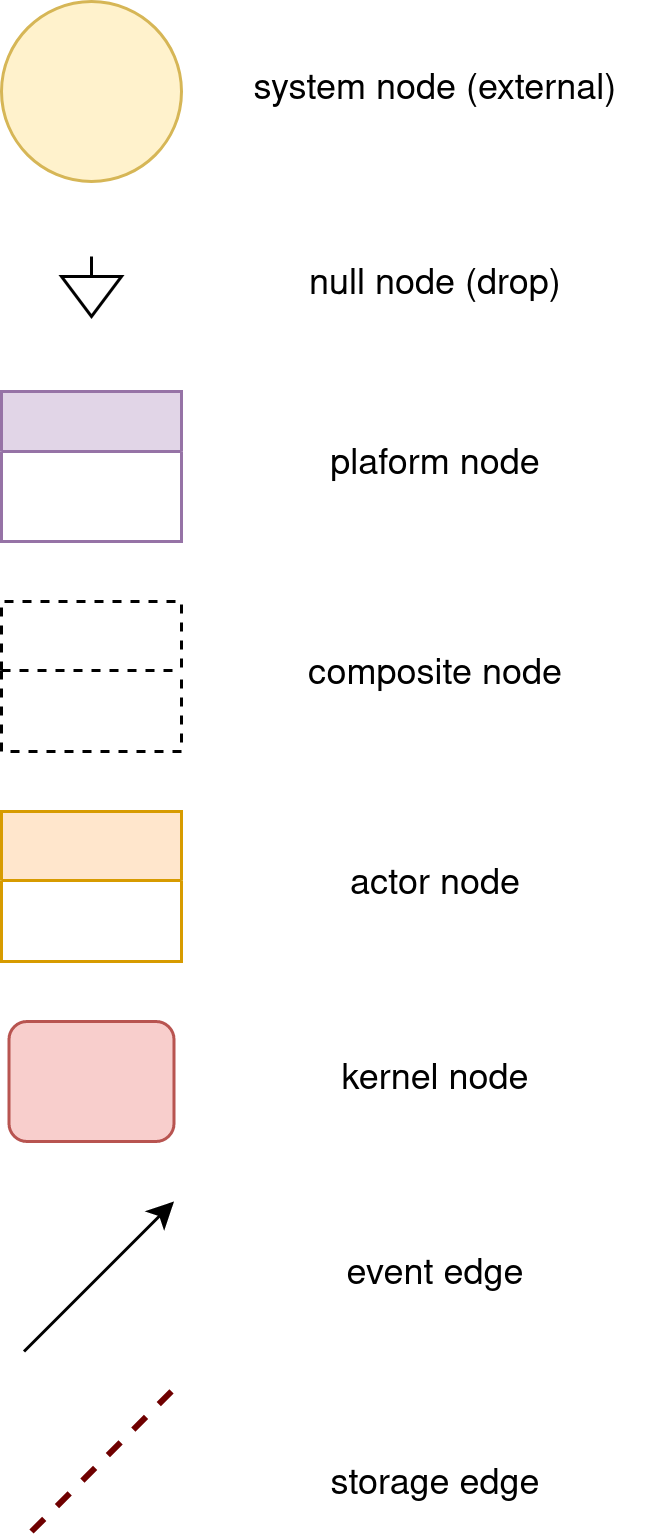 system node (external)
null node (drop)
plaform node
composite node
actor node
kernel node
event edge
storage edge